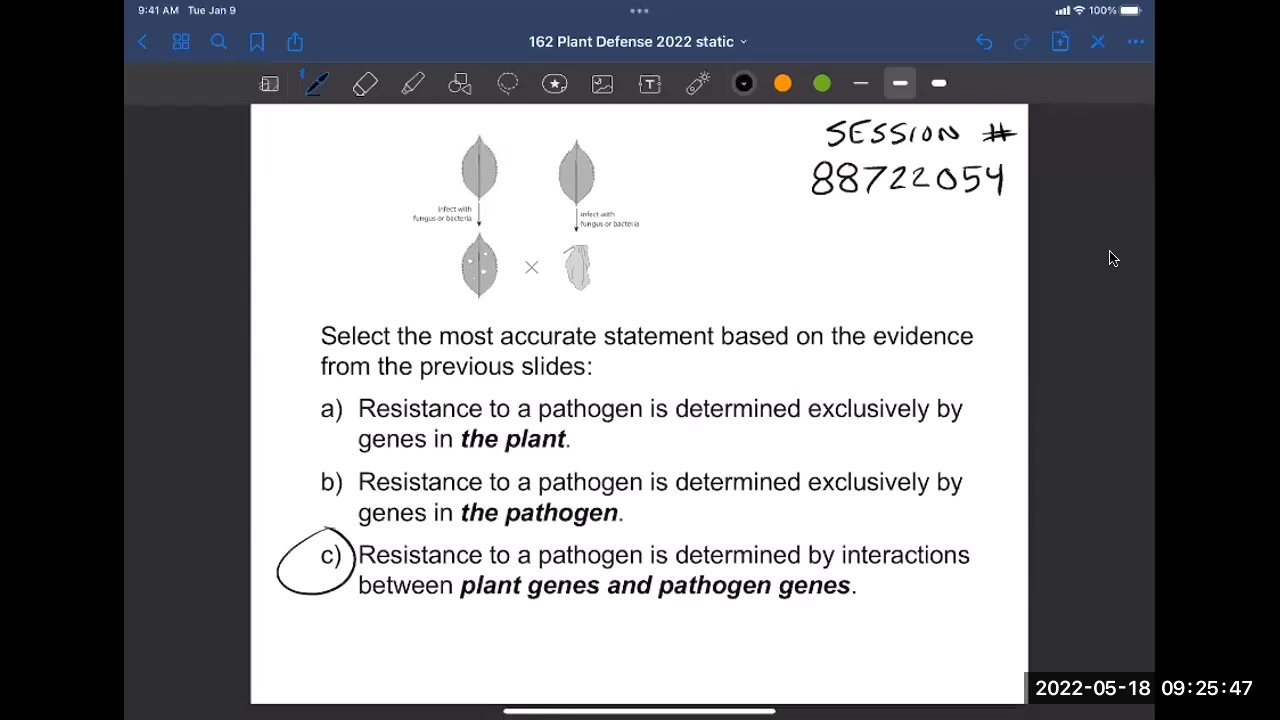 9:41 AM Tue Jan 9
100%
162 Plant Defense 2022 static
SESSION #
88722054
infect with
fungus or bacteria
infect with
fungus or bacteria
Select the most accurate statement based on the evidence
from the previous slides:
a) Resistance to a pathogen is determined exclusively by
genes in the plant.
b) Resistance to a pathogen is determined exclusively by
genes in the pathogen.
c) Resistance to a pathogen is determined by interactions
between plant genes and pathogen genes.
2022-05-18 09:25:47